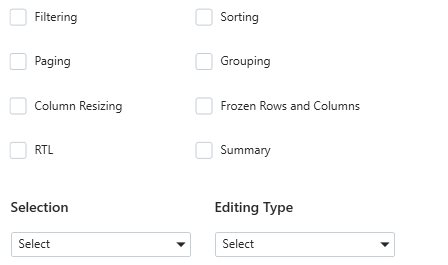 Filtering Sorting
Paging Grouping
Column Resizing Frozen Rows and Columns
RTL Summary
Selection Editing Type
Select Select